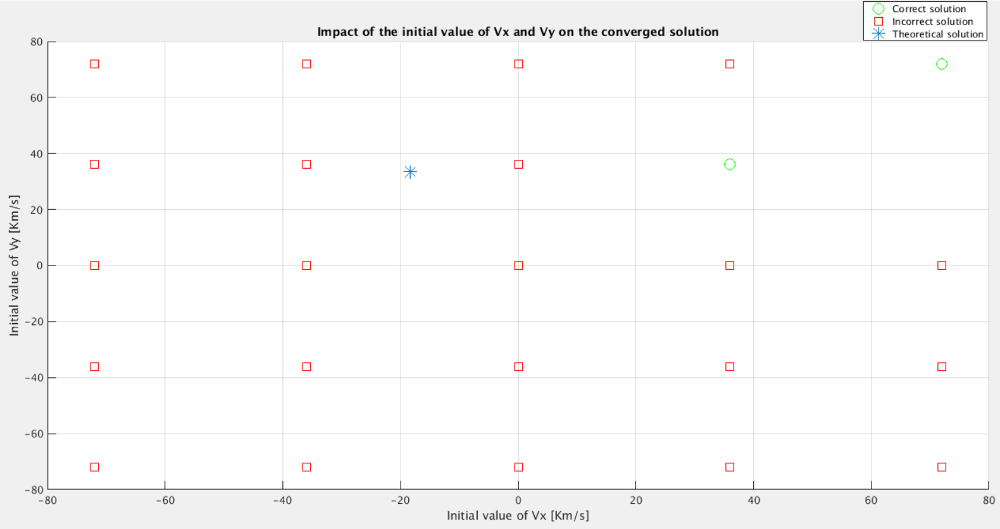 Correct solution
Incorrect solution
Theoretical solution
Impact of the initial value of Vx and Vy on the converged solution
80
60
40
20
0
−20
−40
−60
−80
Initial value of Vy [Km/s]
−80 −60 −40 −20 0 20 40 60 80
Initial value of Vx [Km/s]